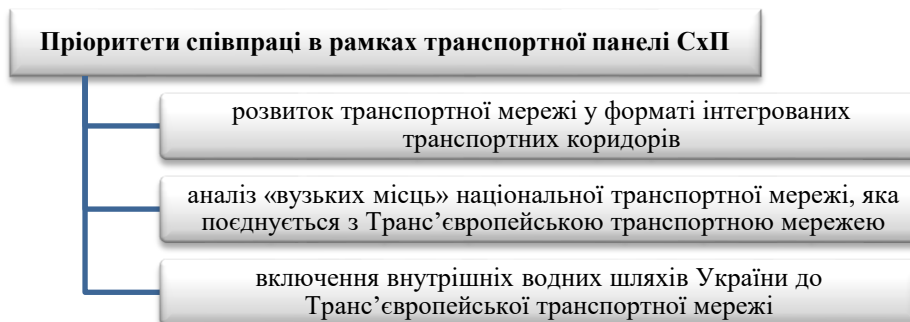 Пріоритети співпраці в рамках транспортної панелі СхП
розвиток транспортної мережі у форматі інтегрованих
транспортних коридорів
аналіз «вузьких місць» національної транспортної мережі, яка
поєднується з Транс’європейською транспортною мережею
включення внутрішніх водних шляхів України до
Транс’європейської транспортної мережі